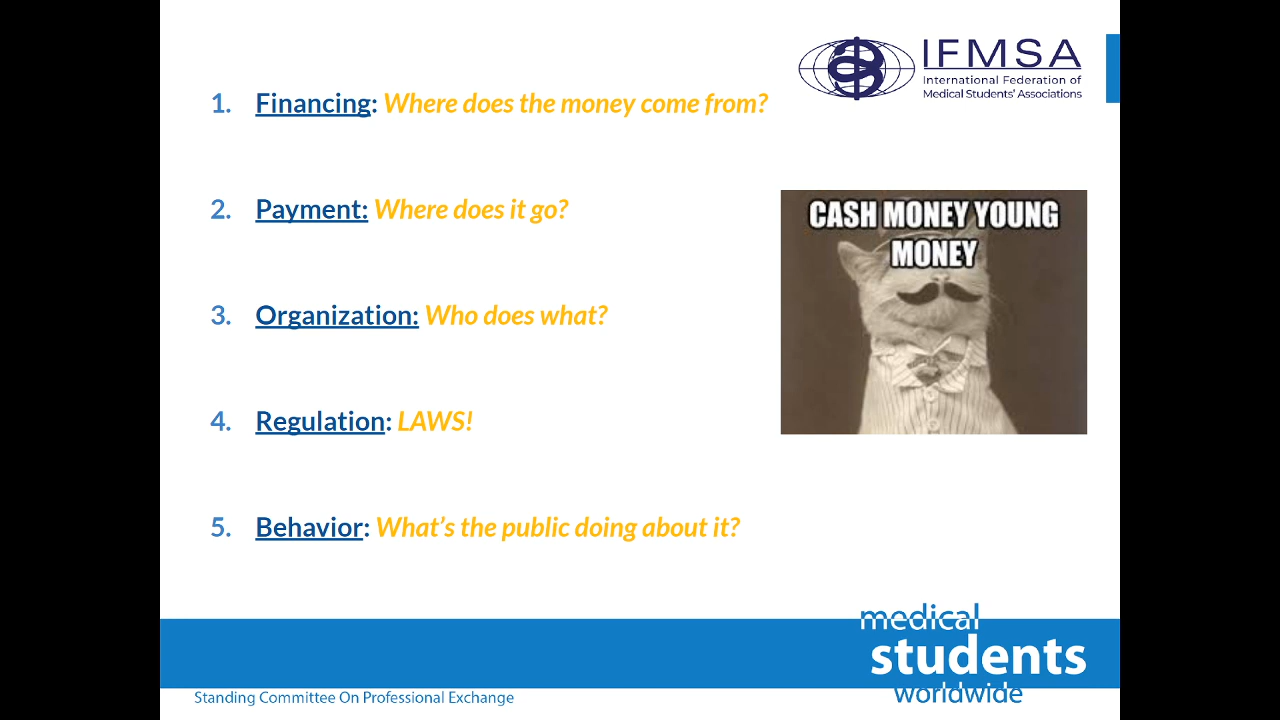 IFMSA
International Federation of
Medical Students' Associations
1. Financing: Where does the money come from?
2. Payment: Where does it go?
3. Organization: Who does what?
4. Regulation: LAWS!
5. Behavior: What's the public doing about it?
CASH MONEY YOUNG
MONEY
medical
students
worldwide
Standing Committee On Professional Exchange